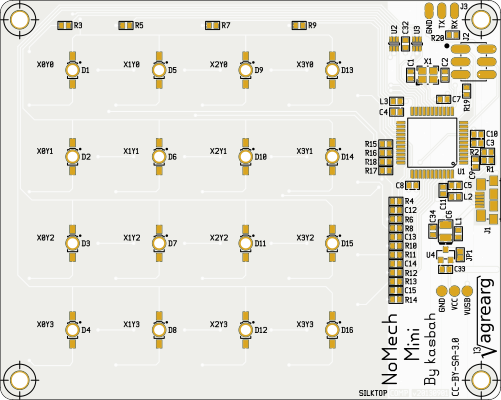 R3 R5 R7 R9
GND TX RX J3
U2 C32 U3 R20 J2
X0Y0 D1 X1Y0 D5 X2Y0 D9 X3Y0 D13
C1 X1 C2
R19
L3 C7
C4
X0Y1 D2 X1Y1 D6 X2Y1 D10 X3Y1 D14
R15
R16
R18
R17
C10
C3
R2
R1
C9
U1
C8 C11 C5
L2
J1
R4
C12
R6
R8
C13
R10
R11
C14
R12
R13
C15
R14
C34 C6 L1
X0Y2 D3 X1Y2 D7 X2Y2 D11 X3Y2 D15
U4 JP1
C33
GND VCC VUSB
X0Y3 D4 X1Y3 D8 X2Y3 D12 X3Y3 D16
NoMech
Mini
By kasbah
CC-BY-SA-3.0
J3
Vagrearg
SILKTOP